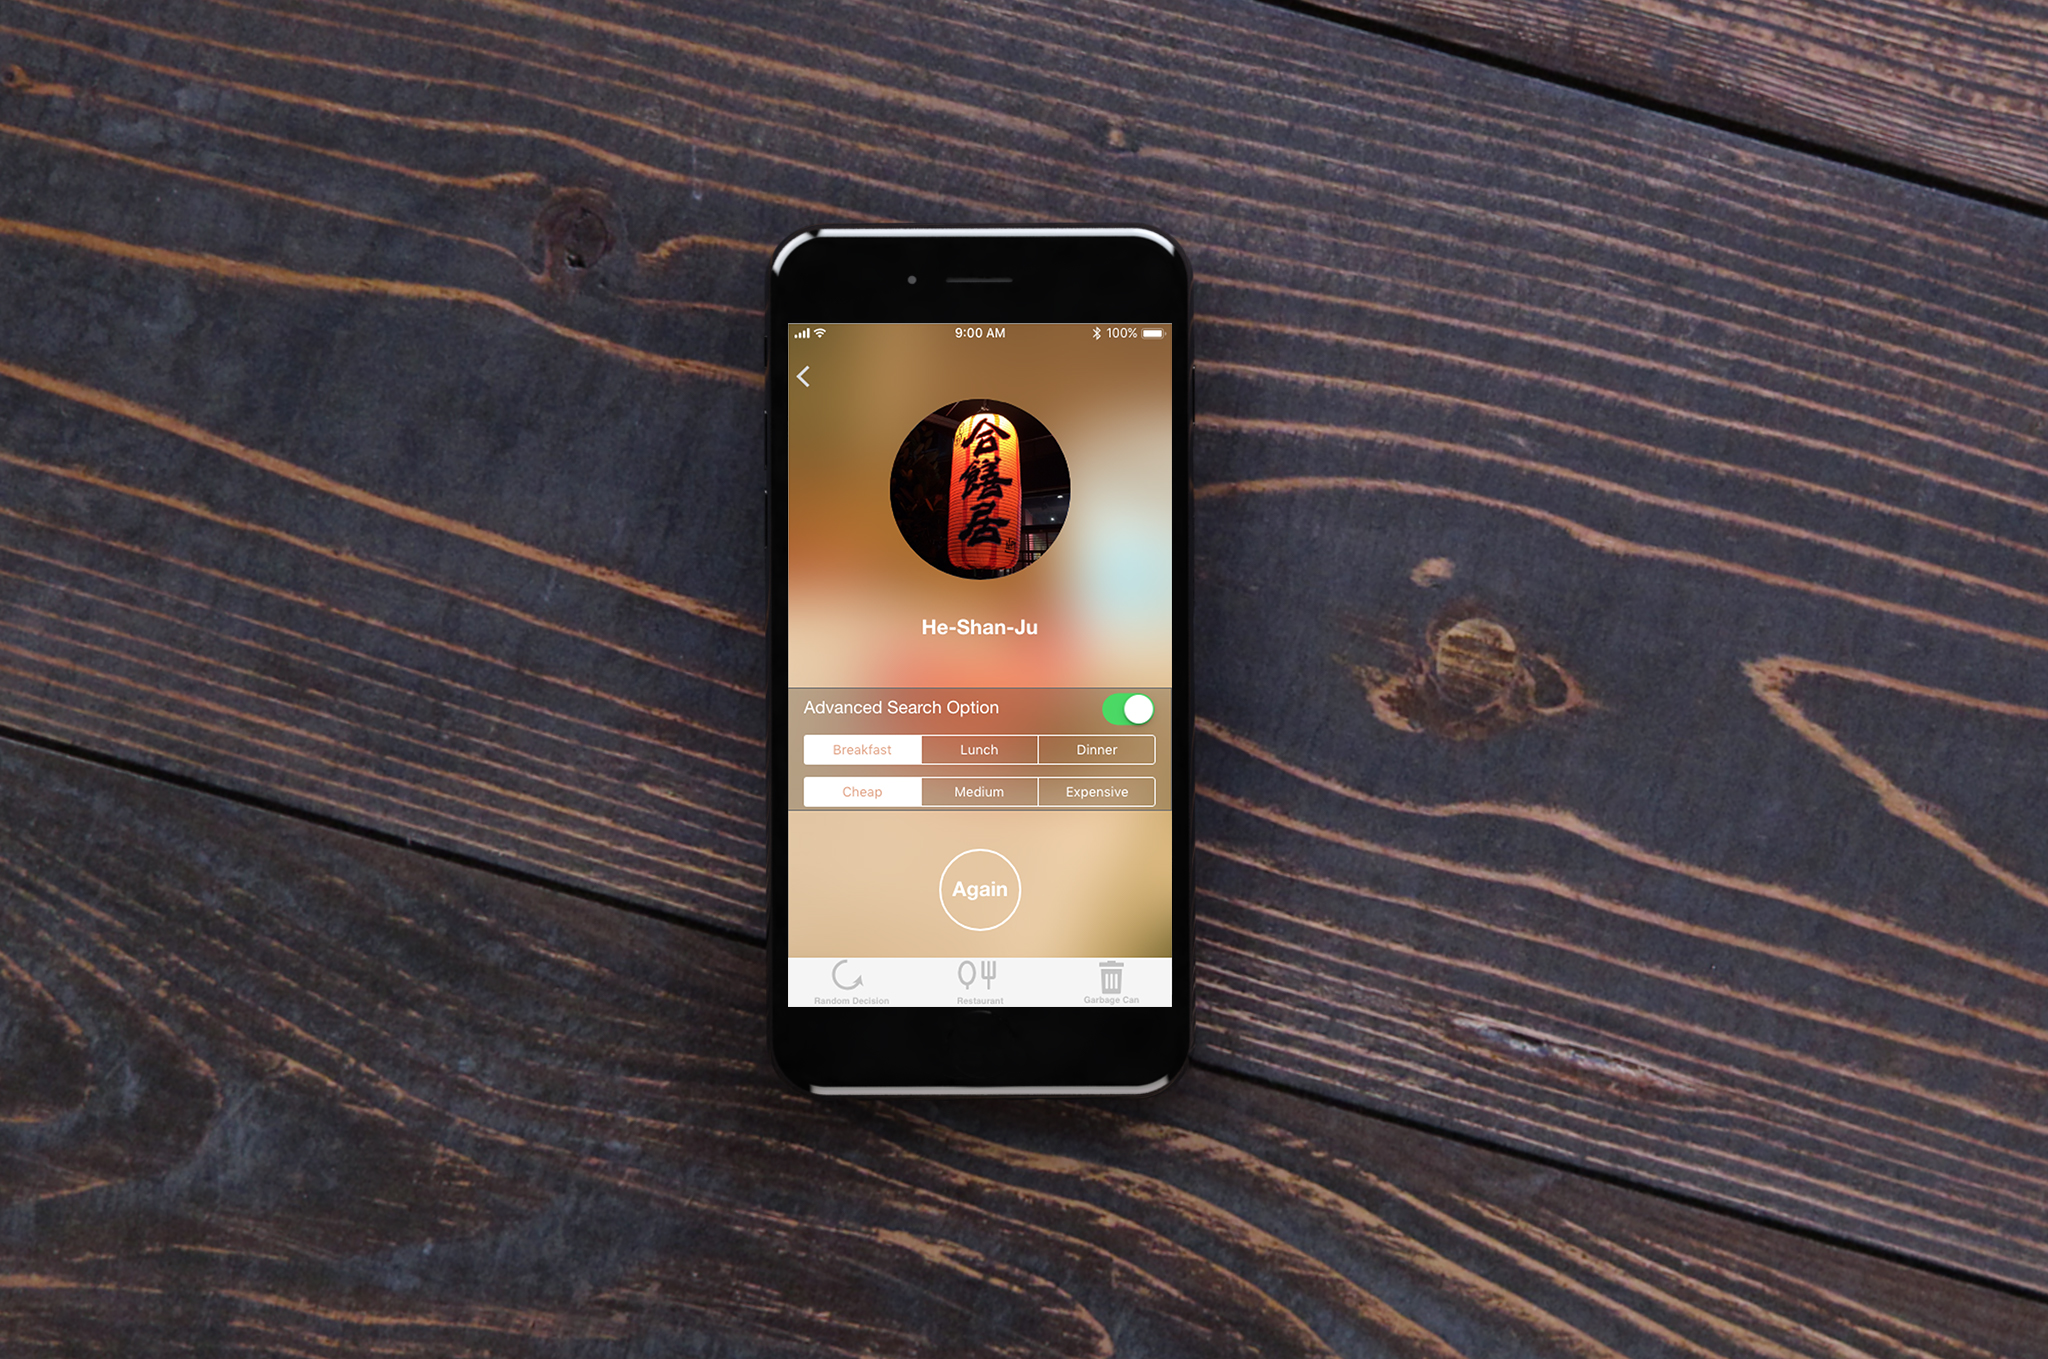 9:00 AM
100%
合
饍
居
He-Shan-Ju
Advanced Search Option
Breakfast Lunch Dinner
Cheap Medium Expensive
Again
Random Decision Restaurant Garbage Can